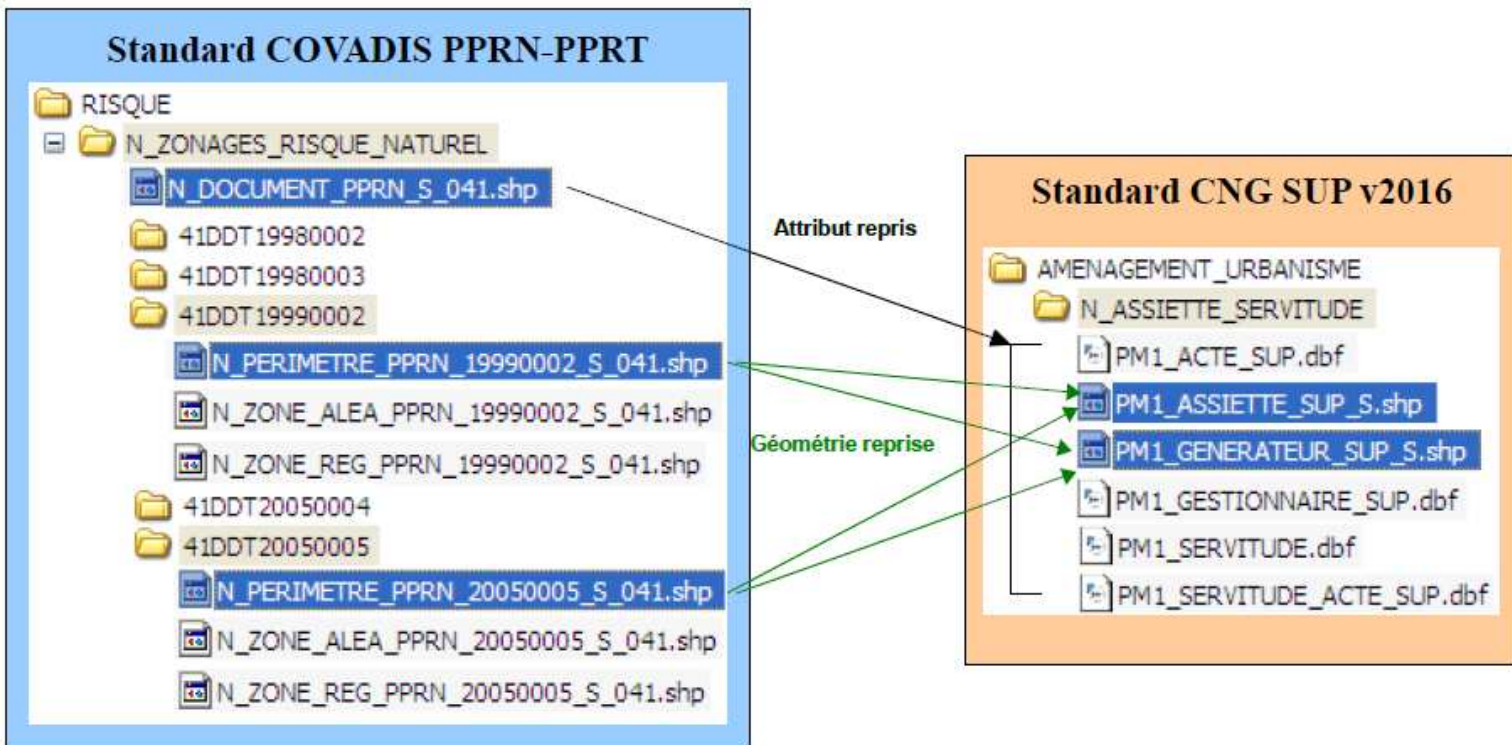 Standard COVADIS PPRN-PPRT
RISQUE
N_ZONAGES_RISQUE_NATUREL
N_DOCUMENT_PPRN_S_041.shp
41DDT19980002
41DDT19980003
41DDT19990002
N_PERIMETRE_PPRN_19990002_S_041.shp
N_ZONE_ALEA_PPRN_19990002_S_041.shp
N_ZONE_REG_PPRN_19990002_S_041.shp
41DDT20050004
41DDT20050005
N_PERIMETRE_PPRN_20050005_S_041.shp
N_ZONE_ALEA_PPRN_20050005_S_041.shp
N_ZONE_REG_PPRN_20050005_S_041.shp
Attribut repris
Géométrie reprise
Standard CNG SUP v2016
AMENAGEMENT_URBANISME
N_ASSIETTE_SERVITUDE
PM1_ACTE_SUP.dbf
PM1_ASSIETTE_SUP_S.shp
PM1_GENERATEUR_SUP_S.shp
PM1_GESTIONNAIRE_SUP.dbf
PM1_SERVITUDE.dbf
PM1_SERVITUDE_ACTE_SUP.dbf